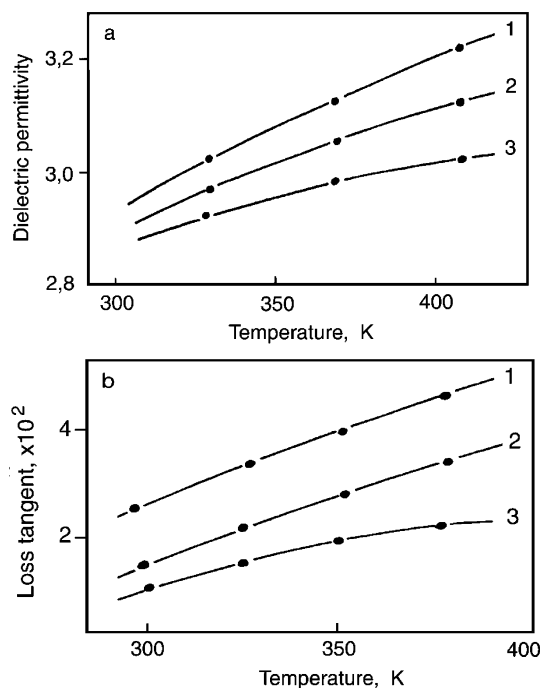 a
1
2
3
3,2
3,0
2,8
Dielectric permittivity
300 350 400
Temperature, K
b
1
2
3
4
2
Loss tangent, x10²
300 350 400
Temperature, K